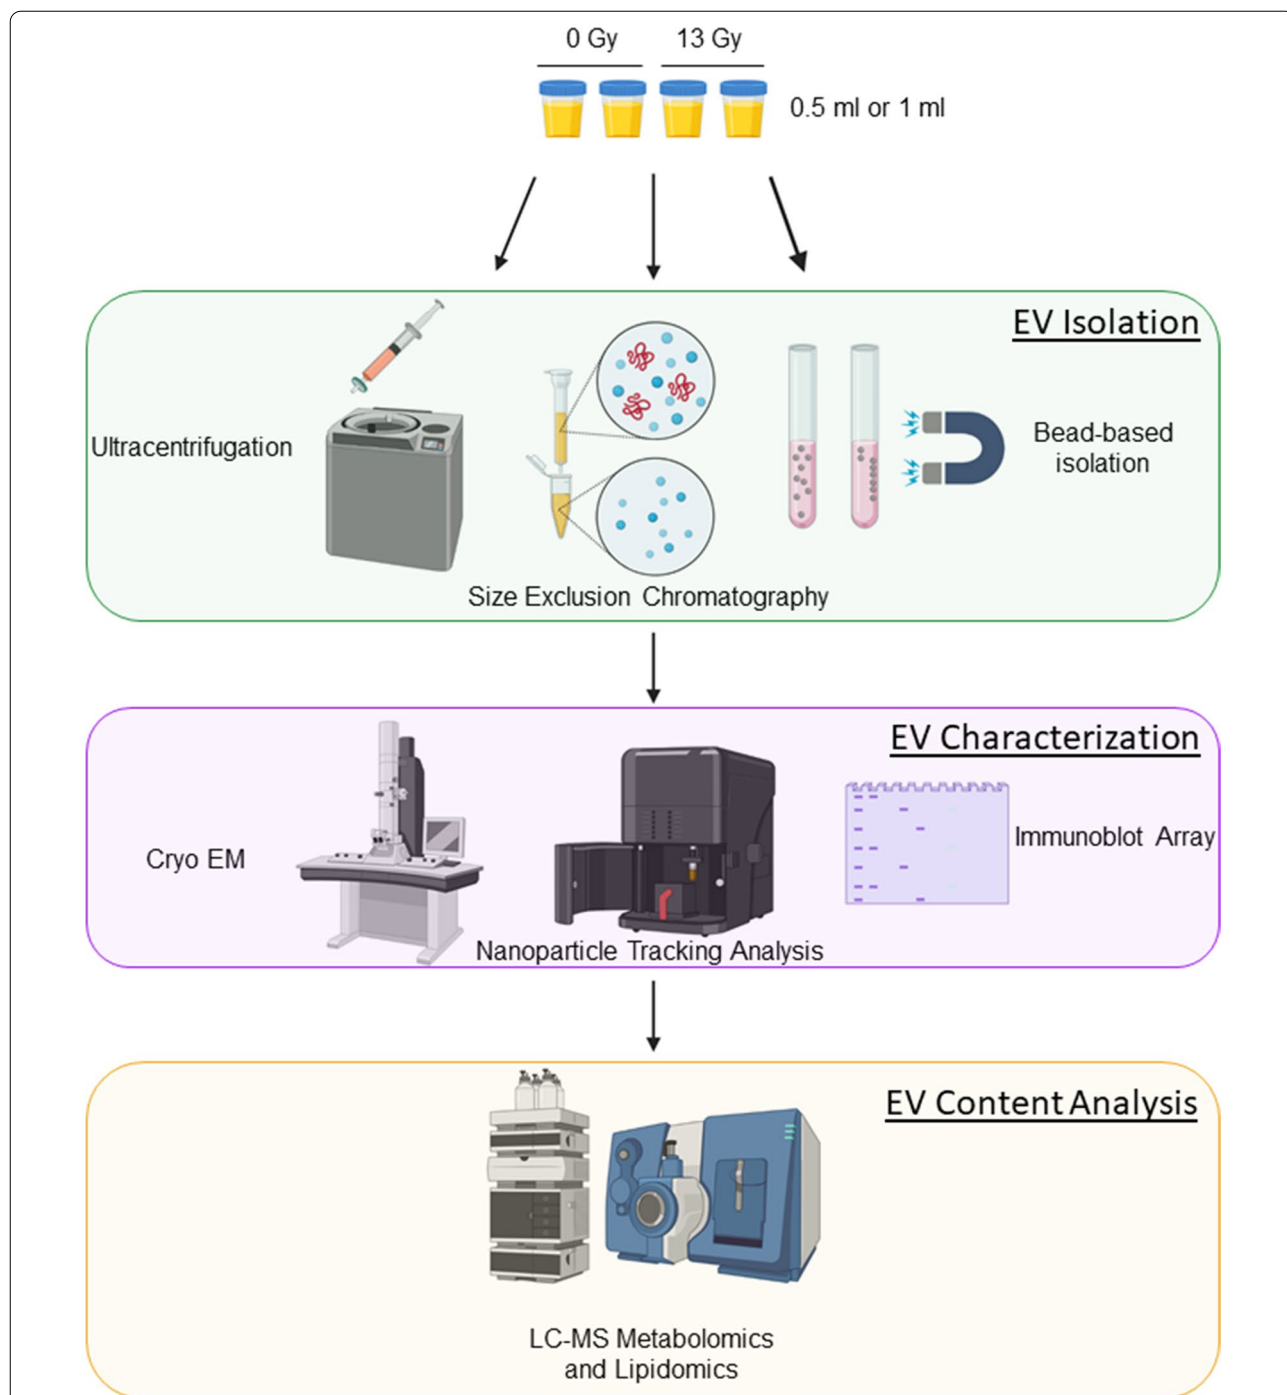 0 Gy
13 Gy
0.5 ml or 1 ml
EV Isolation
Ultracentrifugation
Bead-based
isolation
Size Exclusion Chromatography
EV Characterization
Cryo EM
Immunoblot Array
Nanoparticle Tracking Analysis
EV Content Analysis
LC-MS Metabolomics
and Lipidomics